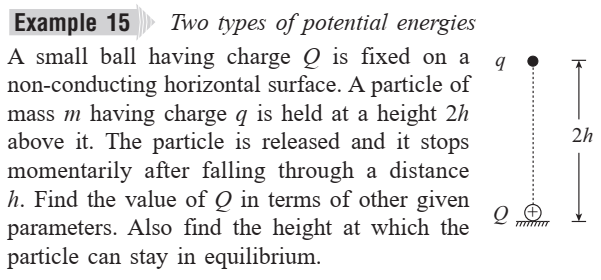 Example 15 Two types of potential energies
A small ball having charge Q is fixed on a
non-conducting horizontal surface. A particle of
mass m having charge q is held at a height 2h
above it. The particle is released and it stops
momentarily after falling through a distance
h. Find the value of Q in terms of other given
parameters. Also find the height at which the
particle can stay in equilibrium.
q
2h
Q +